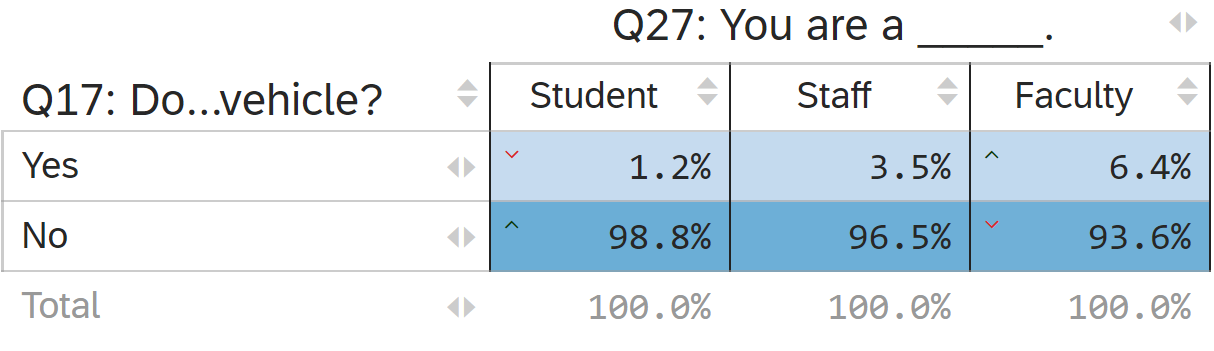 Q27: You are a ______.
Q17: Do...vehicle? Student Staff Faculty
Yes 1.2% 3.5% 6.4%
No 98.8% 96.5% 93.6%
Total 100.0% 100.0% 100.0%